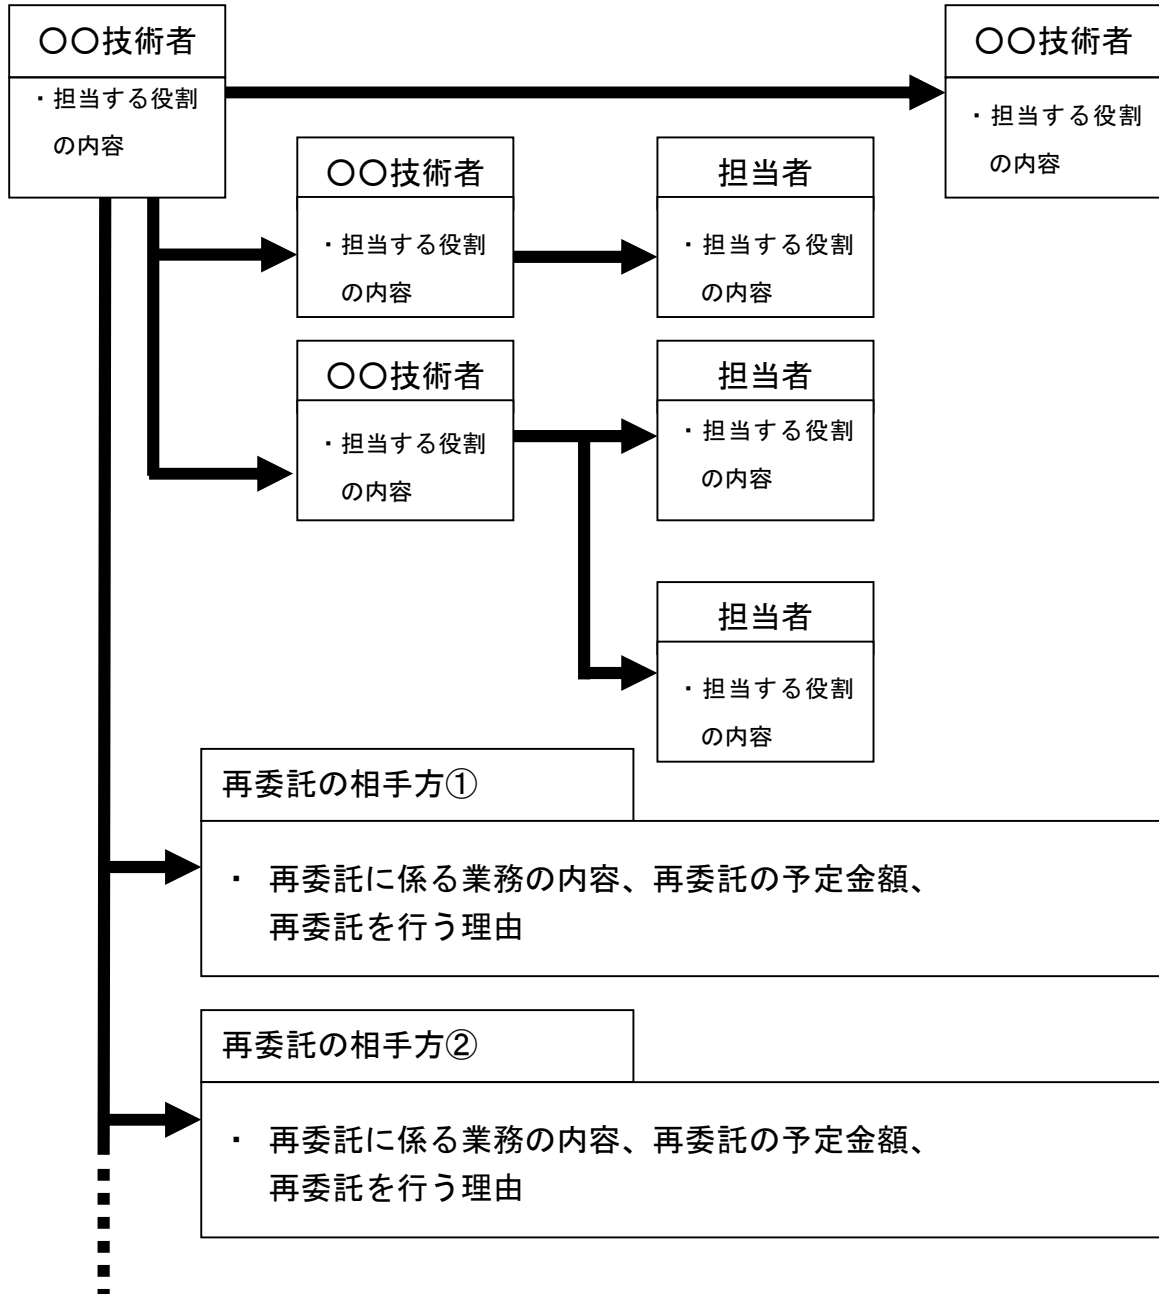 〇〇技術者
・担当する役割
の内容
〇〇技術者
・担当する役割
の内容
〇〇技術者
・担当する役割
の内容
担当者
・担当する役割
の内容
〇〇技術者
・担当する役割
の内容
担当者
・担当する役割
の内容
担当者
・担当する役割
の内容
再委託の相手方①
・ 再委託に係る業務の内容、再委託の予定金額、
再委託を行う理由
再委託の相手方②
・ 再委託に係る業務の内容、再委託の予定金額、
再委託を行う理由